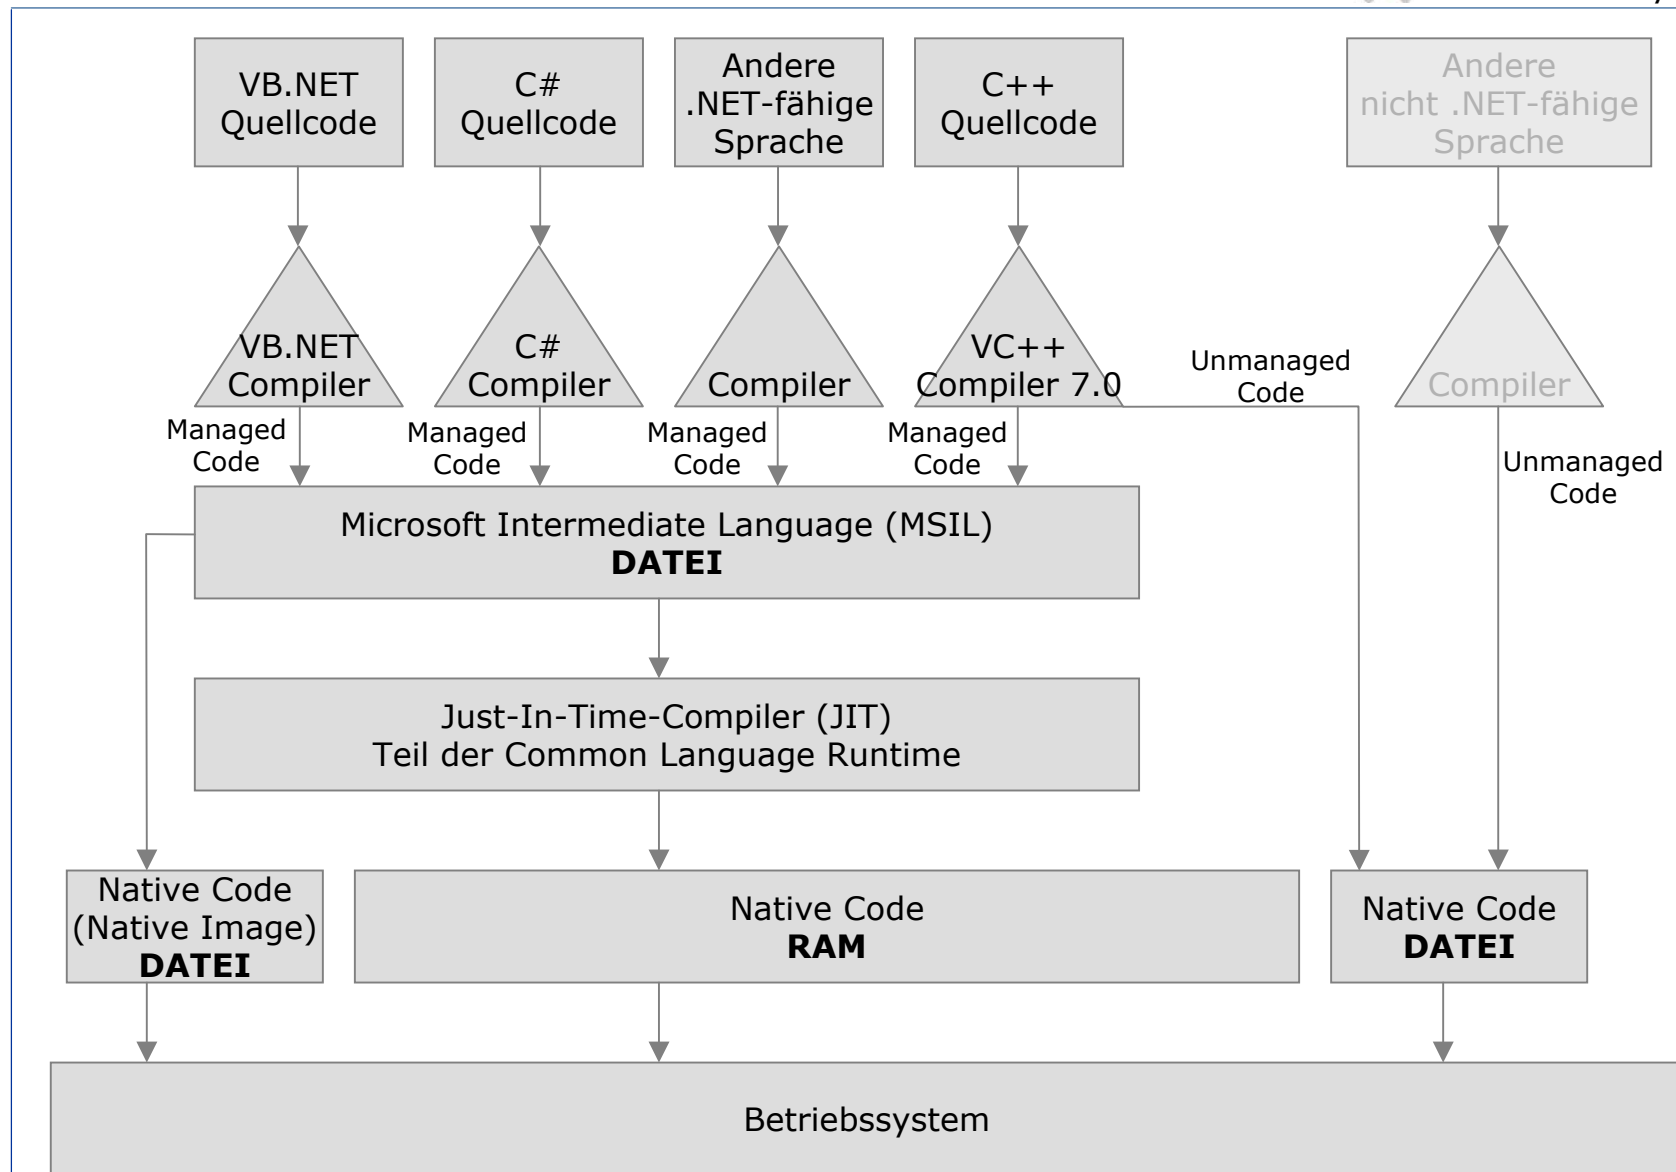 VB.NET
Quellcode
C#
Quellcode
Andere
.NET-fähige
Sprache
C++
Quellcode
Andere
nicht .NET-fähige
Sprache
VB.NET
Compiler
C#
Compiler
Compiler
VC++
Compiler 7.0
Unmanaged
Code
Compiler
Managed
Code
Managed
Code
Managed
Code
Managed
Code
Unmanaged
Code
Microsoft Intermediate Language (MSIL)
DATEI
Just-In-Time-Compiler (JIT)
Teil der Common Language Runtime
Native Code
(Native Image)
DATEI
Native Code
RAM
Native Code
DATEI
Betriebssystem